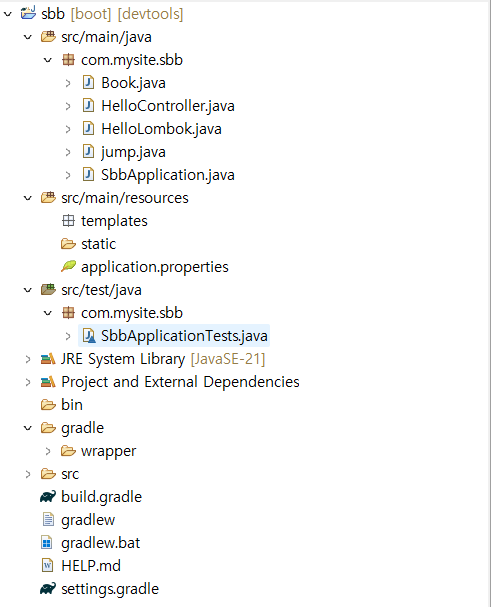 sbb [boot] [devtools]
src/main/java
com.mysite.sbb
Book.java
HelloController.java
HelloLombok.java
jump.java
SbbApplication.java
src/main/resources
templates
static
application.properties
src/test/java
com.mysite.sbb
SbbApplicationTests.java
JRE System Library [JavaSE-21]
Project and External Dependencies
bin
gradle
wrapper
src
build.gradle
gradlew
gradlew.bat
HELP.md
settings.gradle